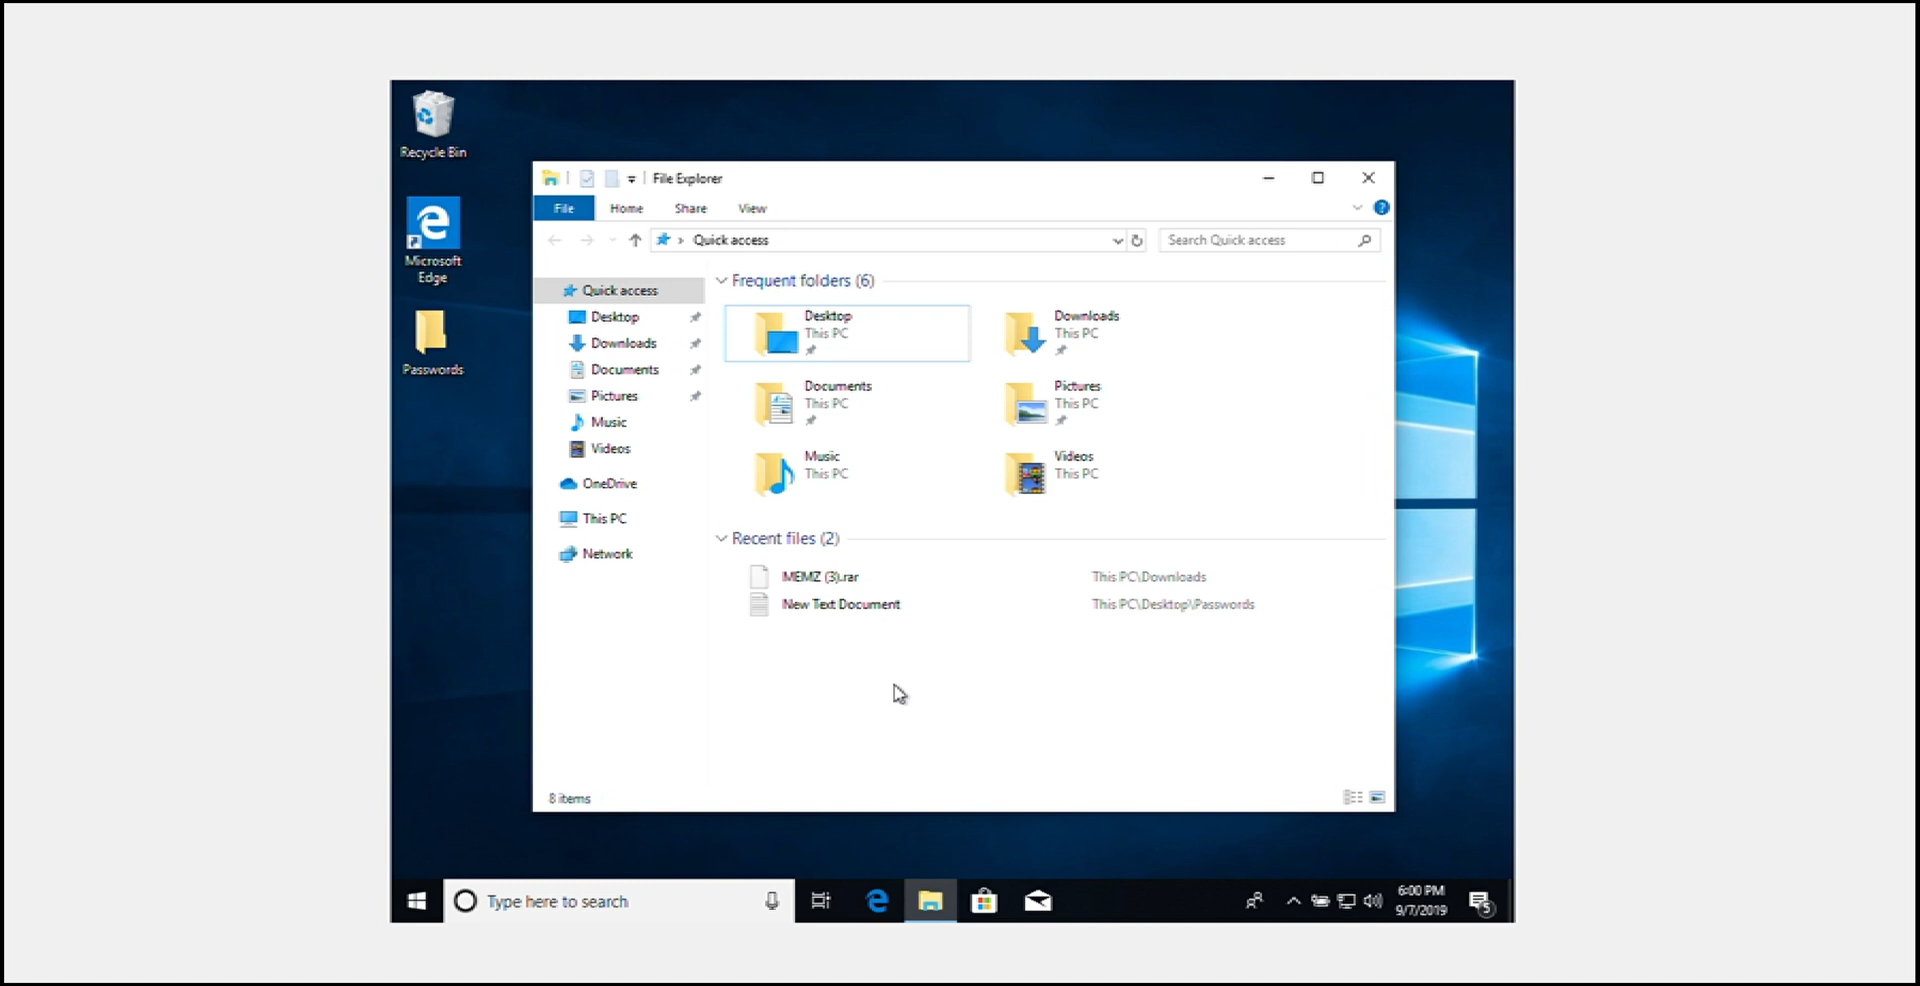 Recycle Bin
Microsoft
Edge
Passwords
File Explorer
File
Home
Share
View
Quick access
Search Quick access
Quick access
Desktop
Downloads
Documents
Pictures
Music
Videos
OneDrive
This PC
Network
Frequent folders (6)
Desktop
This PC
Downloads
This PC
Documents
This PC
Pictures
This PC
Music
This PC
Videos
This PC
Recent files (2)
MEMZ (3).rar
This PC\Downloads
New Text Document
This PC\Desktop\Passwords
8 items
Type here to search
6:00 PM
9/7/2019
5